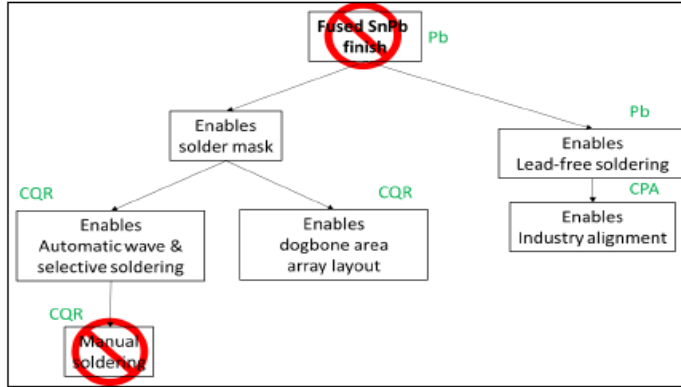 Fused SnPb
finish
Pb
Enables
solder mask
Pb
Enables
Lead-free soldering
CQR
CQR
CPA
Enables
Automatic wave &
selective soldering
Enables
dogbone area
array layout
Enables
Industry alignment
CQR
Manual
soldering